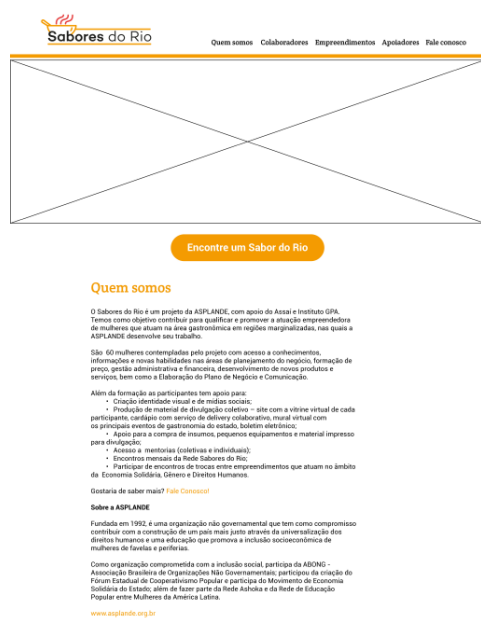 Sabores do Rio
Quem somos Colaboradores Empreendimentos Apoiadores Fale conosco
Encontre um Sabor do Rio
Quem somos
O Sabores do Rio é um projeto da ASPLANDE, com apoio do Assaí e Instituto GPA.
Temos como objetivo contribuir para qualificar e promover a atuação empreendedora
de mulheres que atuam na área gastronômica em regiões marginalizadas, nas quais a
ASPLANDE desenvolve seu trabalho.
São 60 mulheres contempladas pelo projeto com acesso a conhecimentos,
informações e novas habilidades nas áreas de planejamento do negócio, formação de
preço, gestão administrativa e financeira, desenvolvimento de novos produtos e
serviços, bem como a Elaboração do Plano de Negócio e Comunicação.
Além da formação as participantes tem apoio para:
• Criação identidade visual e de mídias sociais;
• Produção de material de divulgação coletivo – site com a vitrine virtual de cada
participante, cardápio com serviço de delivery colaborativo, mural virtual com
os principais eventos de gastronomia do estado, boletim eletrônico;
• Apoio para a compra de insumos, pequenos equipamentos e material impresso
para divulgação;
• Acesso a mentorias (coletivas e individuais);
• Encontros mensais da Rede Sabores do Rio;
• Participar de encontros de trocas entre empreendimentos que atuam no âmbito
da Economia Solidária, Gênero e Direitos Humanos.
Gostaria de saber mais? Fale Conosco!
Sobre a ASPLANDE
Fundada em 1992, é uma organização não governamental que tem como compromisso
contribuir com a construção de um país mais justo através da universalização dos
direitos humanos e uma educação que promova a inclusão socioeconômica de
mulheres de favelas e periferias.
Como organização comprometida com a inclusão social, participa da ABONG -
Associação Brasileira de Organizações Não Governamentais; participou da criação do
Fórum Estadual de Cooperativismo Popular e participa do Movimento de Economia
Solidária do Estado; além de fazer parte da Rede Ashoka e da Rede de Educação
Popular entre Mulheres da América Latina.
www.asplande.org.br